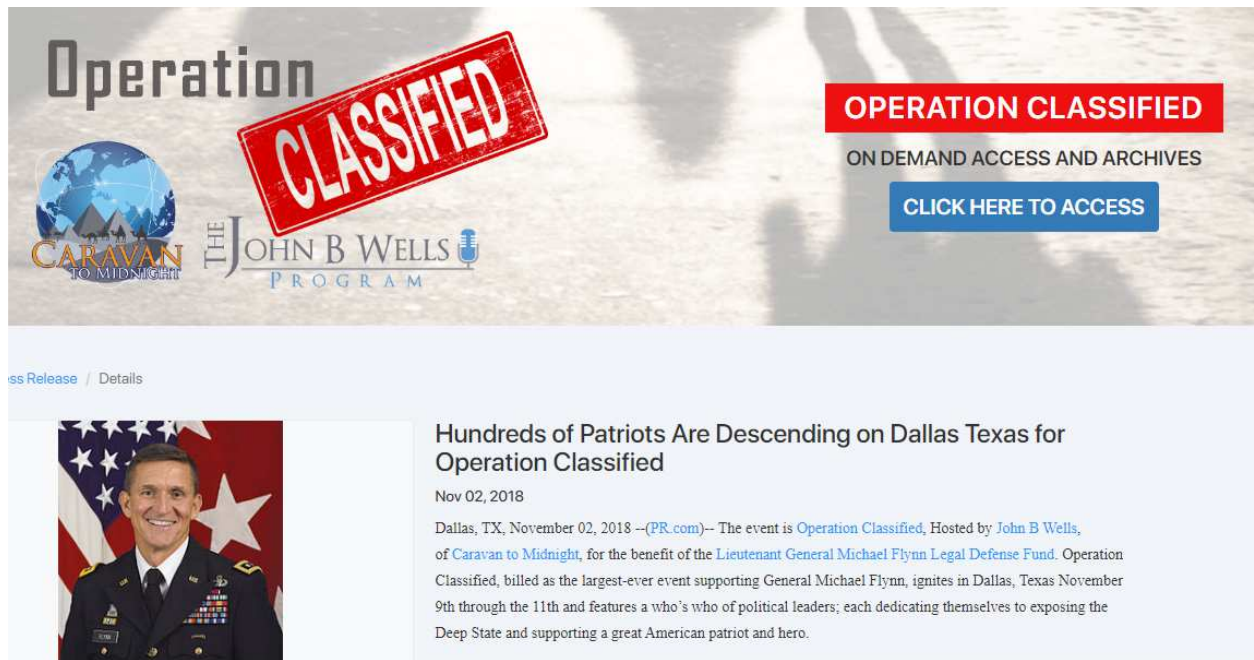 Operation
CLASSIFIED
CARAVAN
TO MIDNIGHT
THE
JOHN B WELLS
PROGRAM
OPERATION CLASSIFIED
ON DEMAND ACCESS AND ARCHIVES
CLICK HERE TO ACCESS
ess Release / Details
Hundreds of Patriots Are Descending on Dallas Texas for
Operation Classified
Nov 02, 2018
Dallas, TX, November 02, 2018 --(PR.com)-- The event is Operation Classified, Hosted by John B Wells,
of Caravan to Midnight, for the benefit of the Lieutenant General Michael Flynn Legal Defense Fund. Operation
Classified, billed as the largest-ever event supporting General Michael Flynn, ignites in Dallas, Texas November
9th through the 11th and features a who's who of political leaders; each dedicating themselves to exposing the
Deep State and supporting a great American patriot and hero.
FLYNN